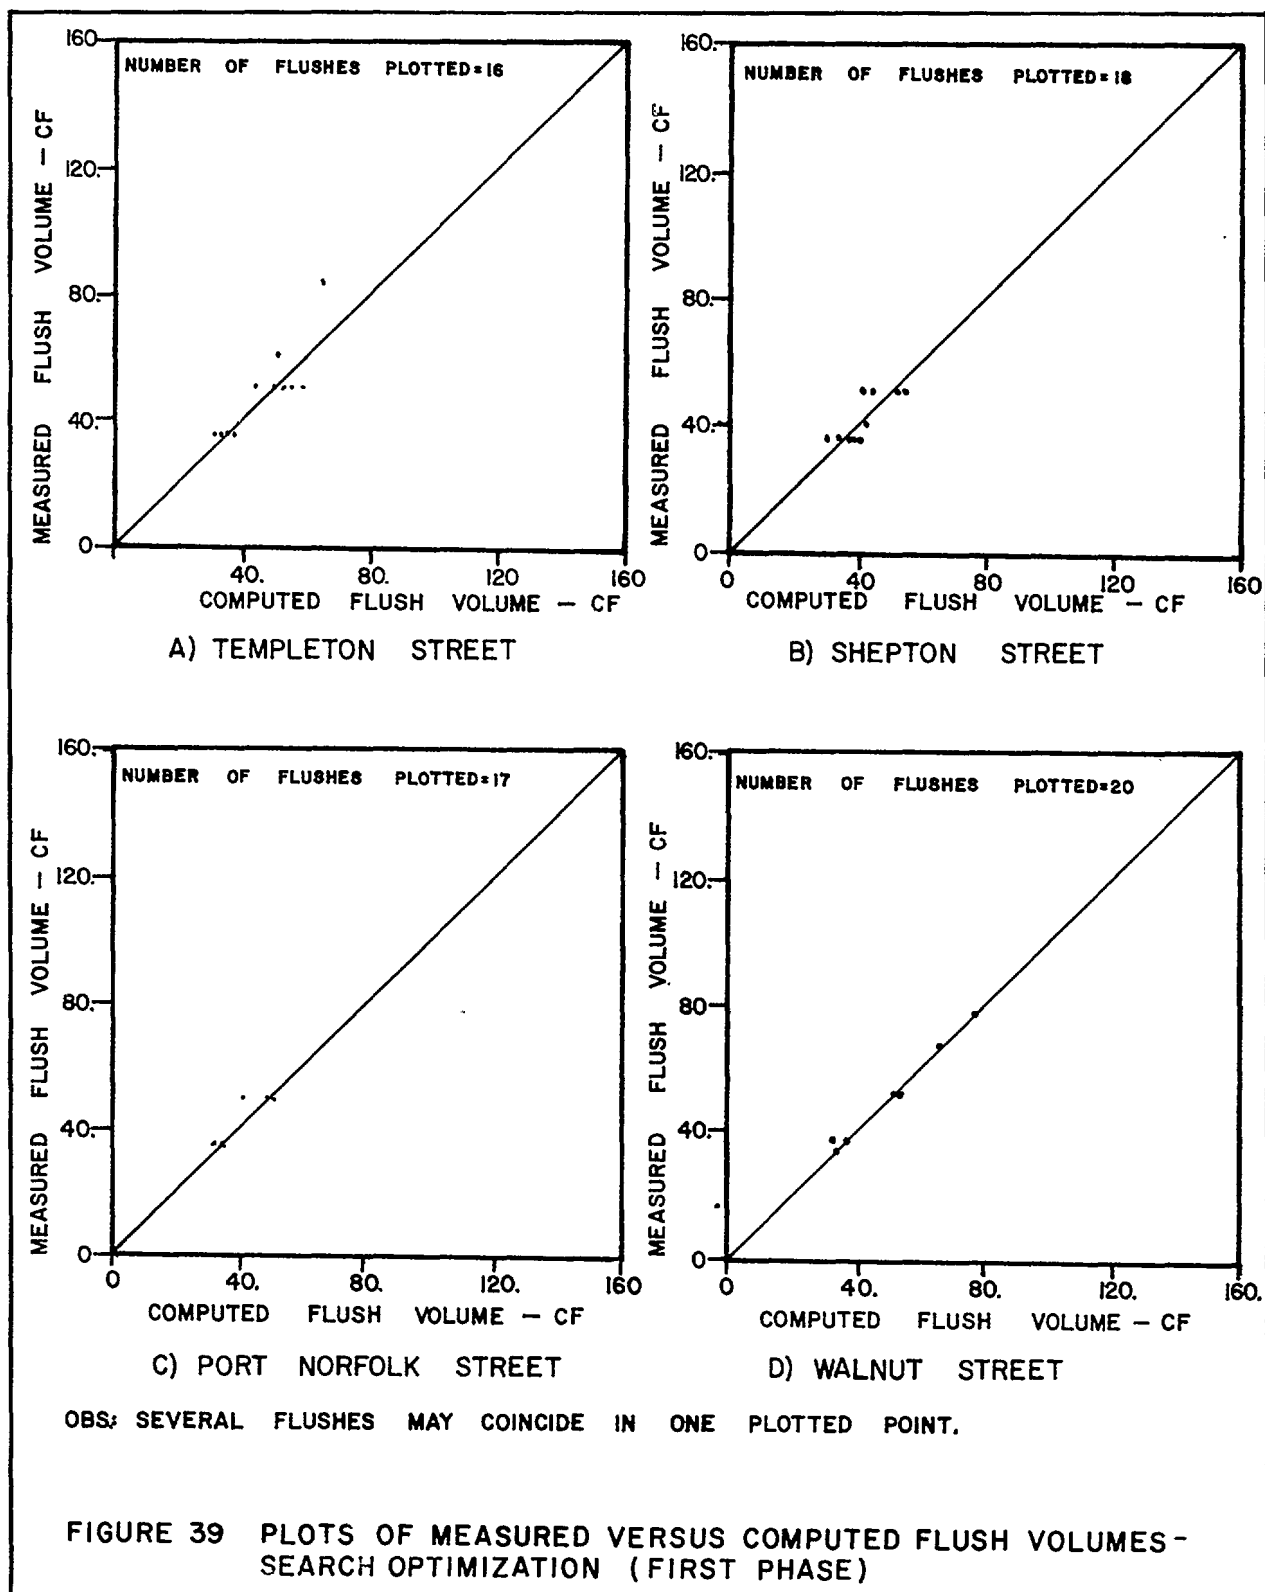 NUMBER OF FLUSHES PLOTTED=16
MEASURED FLUSH VOLUME — CF
160.
120.
80.
40.
0
40.
80.
120
160
COMPUTED FLUSH VOLUME — CF
A) TEMPLETON STREET
NUMBER OF FLUSHES PLOTTED=18
MEASURED FLUSH VOLUME — CF
160.
120.
80.
40.
0
0
40
80
120
160
COMPUTED FLUSH VOLUME — CF
B) SHEPTON STREET
NUMBER OF FLUSHES PLOTTED=17
MEASURED FLUSH VOLUME — CF
160.
120.
80.
40.
0
0
40.
80.
120.
160
COMPUTED FLUSH VOLUME — CF
C) PORT NORFOLK STREET
NUMBER OF FLUSHES PLOTTED=20
MEASURED FLUSH VOLUME — CF
160.
120.
80.
40.
0
0
40.
80.
120.
160.
COMPUTED FLUSH VOLUME — CF
D) WALNUT STREET
OBS: SEVERAL FLUSHES MAY COINCIDE IN ONE PLOTTED POINT.
FIGURE 39 PLOTS OF MEASURED VERSUS COMPUTED FLUSH VOLUMES-
SEARCH OPTIMIZATION (FIRST PHASE)